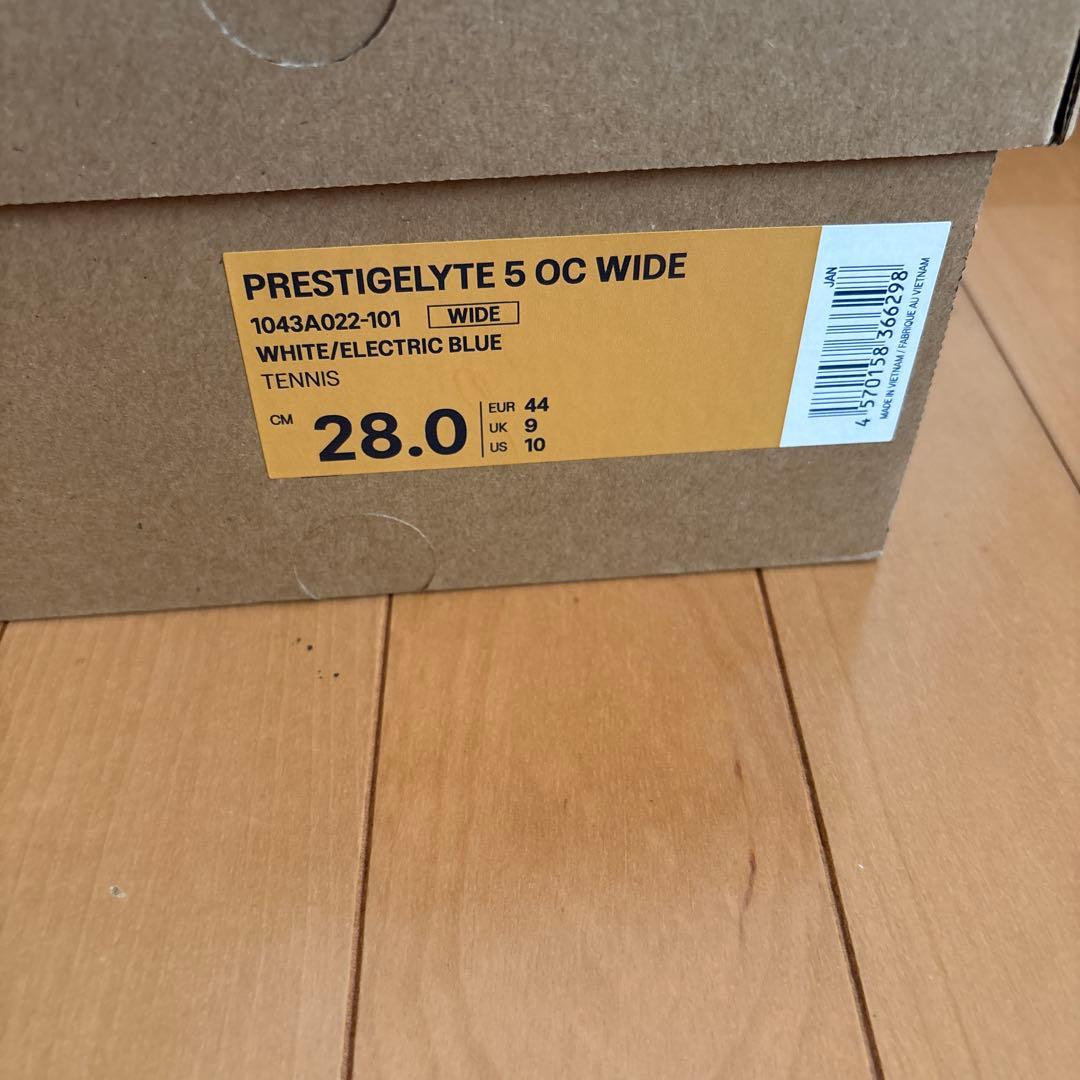 PRESTIGELYTE 5 OC WIDE
1043A022-101 WIDE
WHITE/ELECTRIC BLUE
TENNIS
CM 28.0
EUR 44
UK 9
US 10
JAN
4 570158 366298
MADE IN VIETNAM / FABRIQUE AU VIETNAM